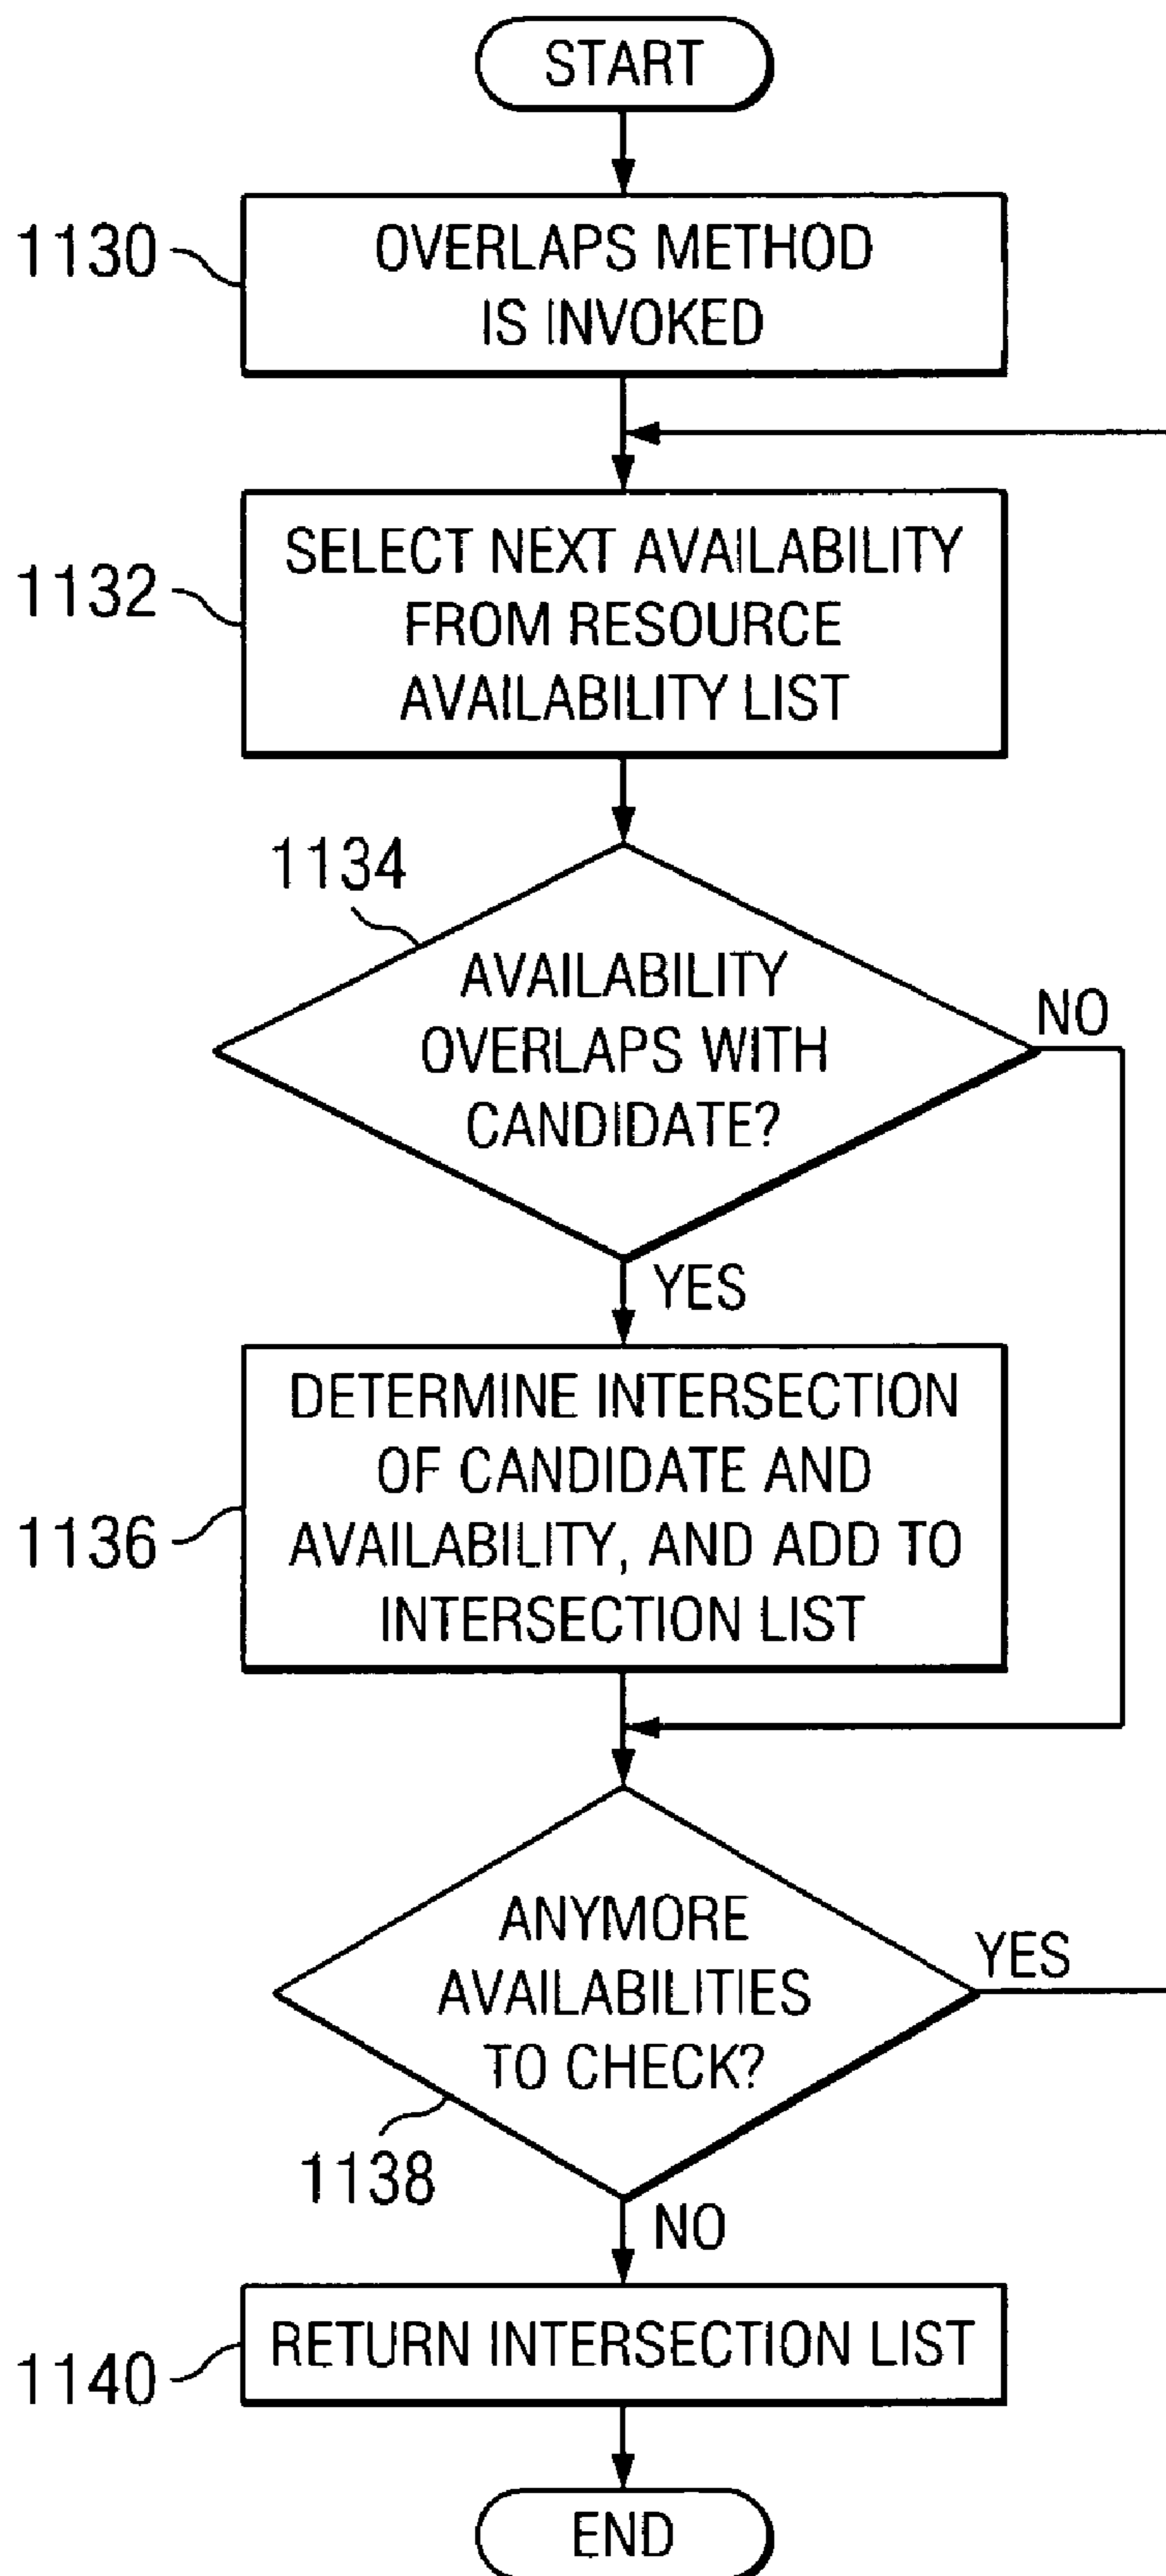 START
1130
OVERLAPS METHOD
IS INVOKED
1132
SELECT NEXT AVAILABILITY
FROM RESOURCE
AVAILABILITY LIST
1134
AVAILABILITY
OVERLAPS WITH
CANDIDATE?
NO
YES
1136
DETERMINE INTERSECTION
OF CANDIDATE AND
AVAILABILITY, AND ADD TO
INTERSECTION LIST
ANYMORE
AVAILABILITIES
TO CHECK?
YES
1138
NO
1140
RETURN INTERSECTION LIST
END